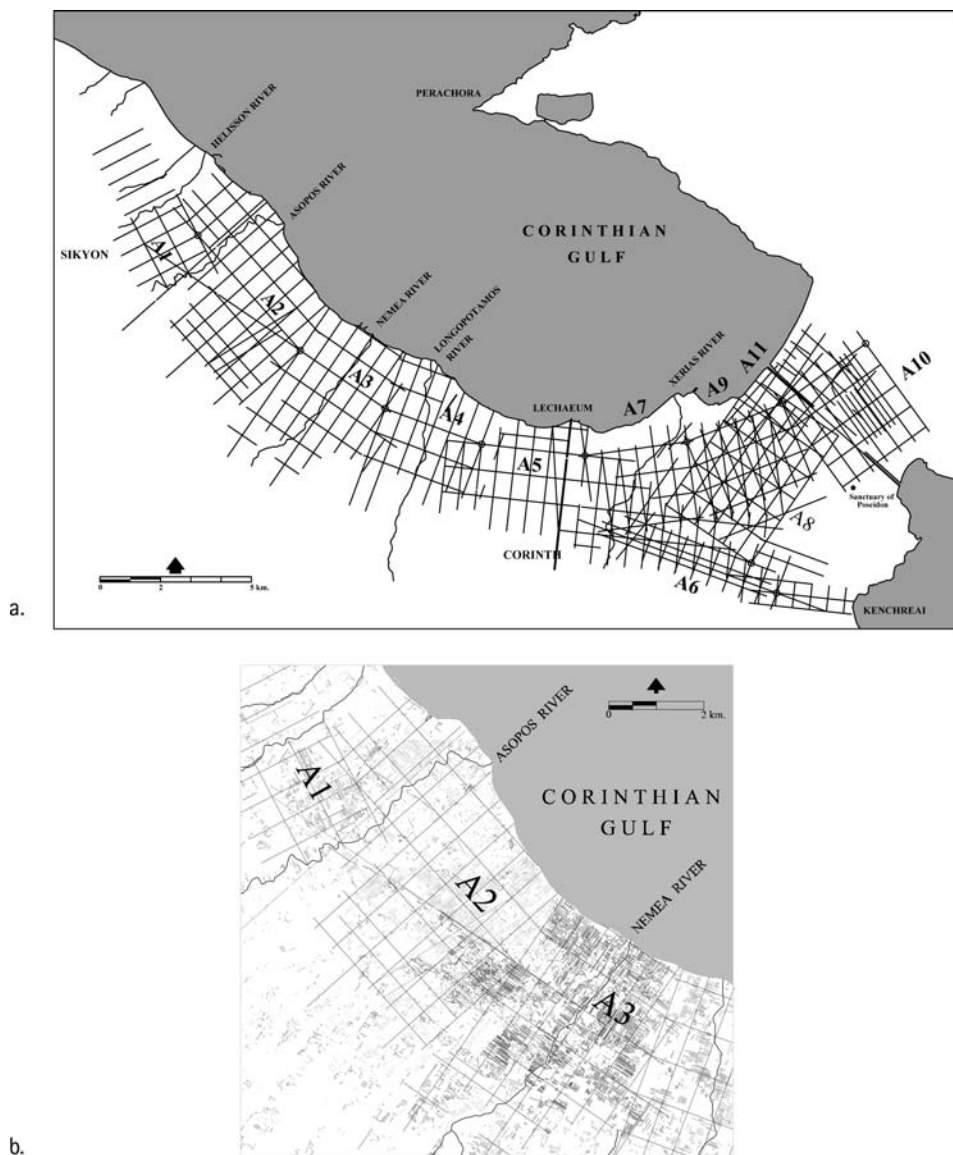 HELISSON RIVER
PERACHORA
ASOPOS RIVER
CORINTHIAN
GULF
SIKYON
A1
A2
NEMEA RIVER
LONGOPOTAMOS
RIVER
A3
A4
LECHAEUM
A5
A7
XERIAS RIVER
A9
A11
A10
Sanctuary of
Poseidon
A8
CORINTH
A6
KENCHREAI
0 2 5 km.
a.
ASOPOS RIVER
0 2 km.
A1
CORINTHIAN
GULF
A2
NEMEA RIVER
A3
b.